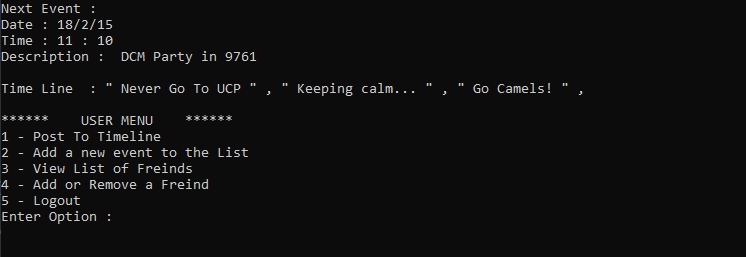 Next Event :
Date : 18/2/15
Time : 11 : 10
Description :  DCM Party in 9761
Time Line  : " Never Go To UCP " , " Keeping calm... " , " Go Camels! " ,
******    USER MENU    ******
1 - Post To Timeline
2 - Add a new event to the List
3 - View List of Freinds
4 - Add or Remove a Freind
5 - Logout
Enter Option :